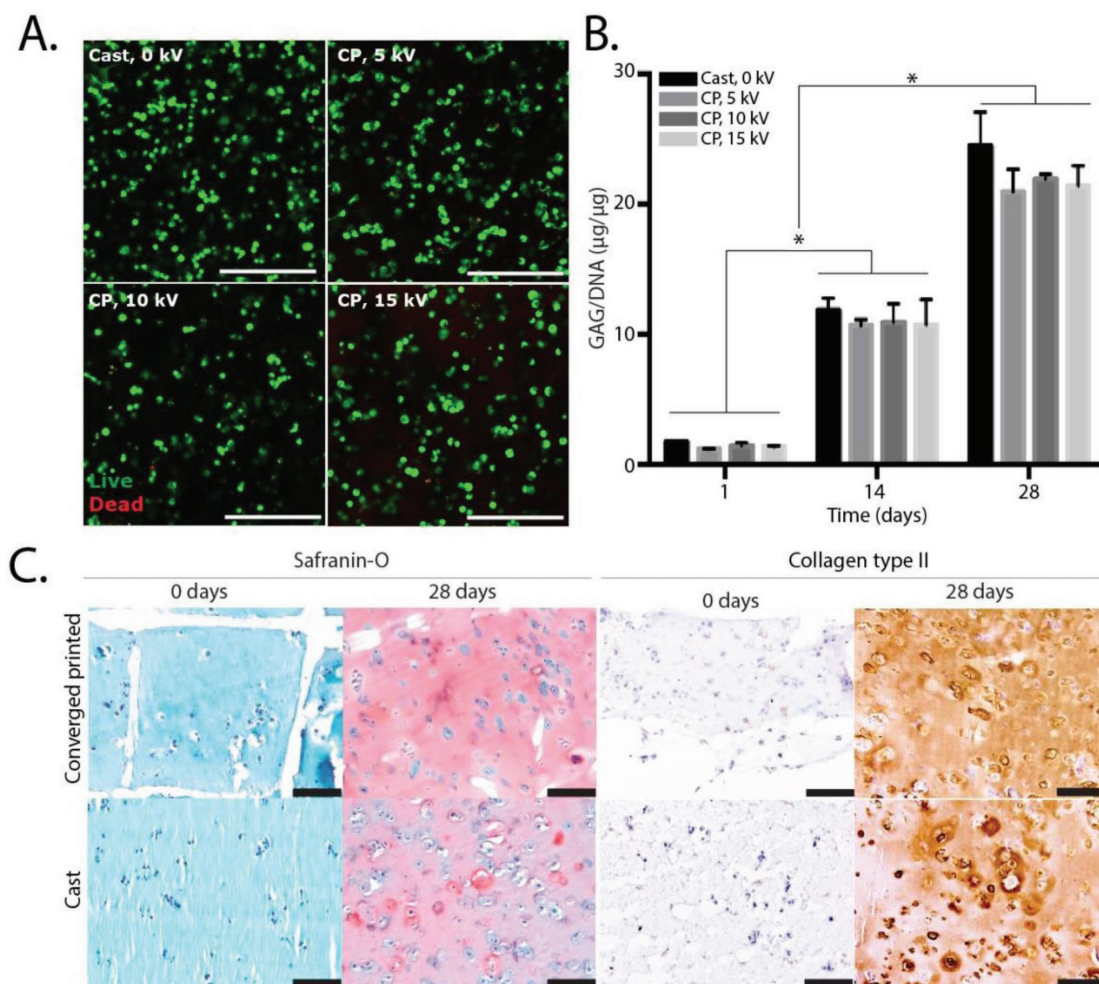 A.
Cast, 0 kV
CP, 5 kV
CP, 10 kV
CP, 15 kV
Live
Dead
B.
30
20
10
0
GAG/DNA (µg/µg)
Cast, 0 kV
CP, 5 kV
CP, 10 kV
CP, 15 kV
*
*
1
14
28
Time (days)
C.
Safranin-O
Collagen type II
0 days
28 days
0 days
28 days
Converged printed
Cast